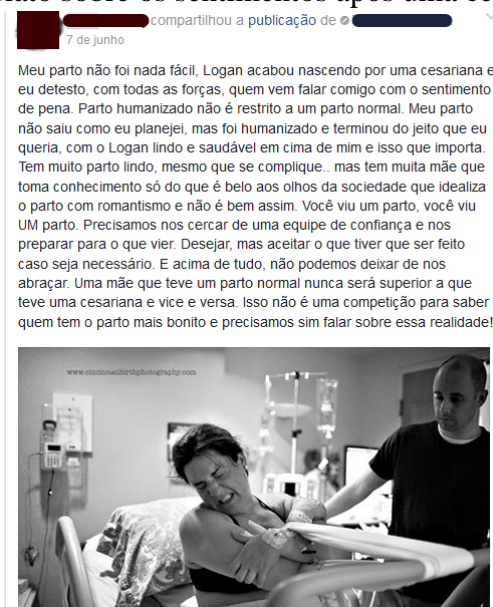 sobre os sentimentos após uma
compartilhou a publicação de
7 de junho
Meu parto não foi nada fácil, Logan acabou nascendo por uma cesariana e
eu detesto, com todas as forças, quem vem falar comigo com o sentimento
de pena. Parto humanizado não é restrito a um parto normal. Meu parto
não saiu como eu planejei, mas foi humanizado e terminou do jeito que eu
queria, com o Logan lindo e saudável em cima de mim e isso que importa.
Tem muito parto lindo, mesmo que se complique.. mas tem muita mãe que
toma conhecimento só do que é belo aos olhos da sociedade que idealiza
o parto com romantismo e não é bem assim. Você viu um parto, você viu
UM parto. Precisamos nos cercar de uma equipe de confiança e nos
preparar para o que vier. Desejar, mas aceitar o que tiver que ser feito
caso seja necessário. E acima de tudo, não podemos deixar de nos
abraçar. Uma mãe que teve um parto normal nunca será superior a que
teve uma cesariana e vice e versa. Isso não é uma competição para saber
quem tem o parto mais bonito e precisamos sim falar sobre essa realidade!
www.cincinnatibirthphotography.com